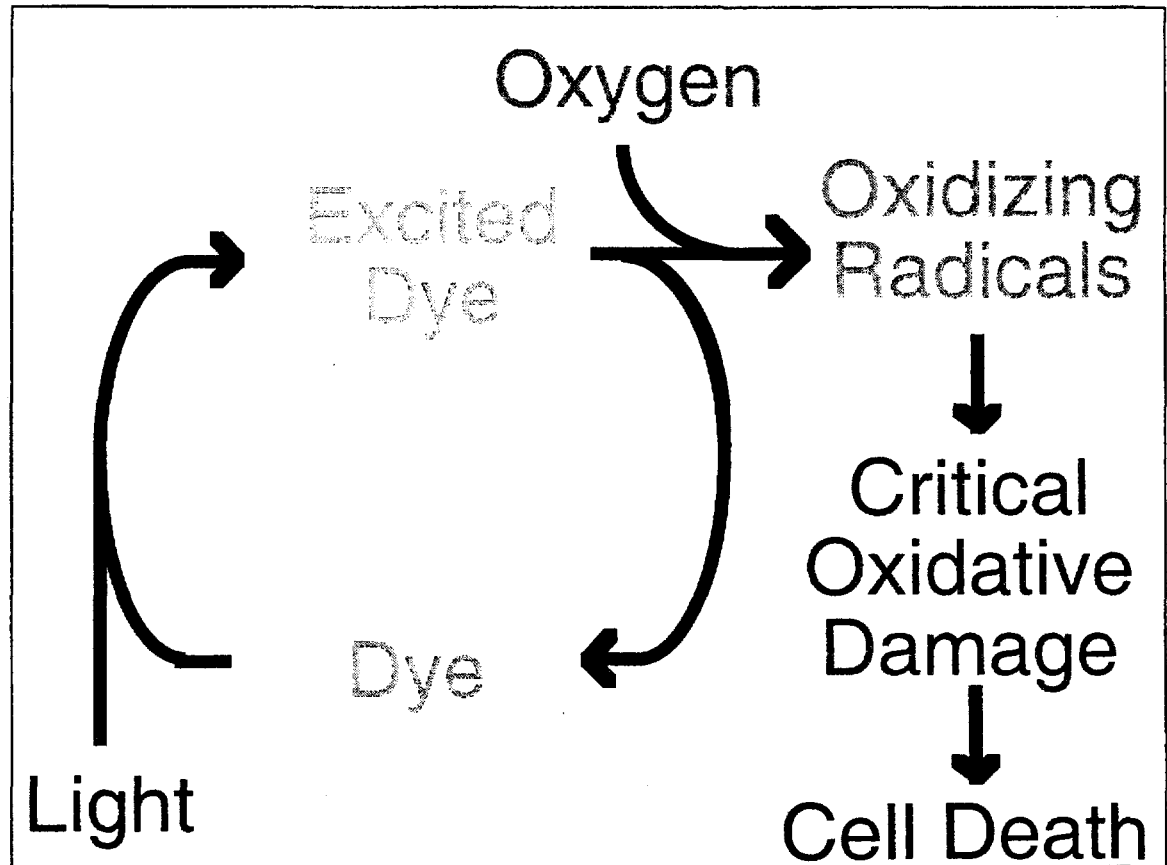 Oxygen
Excited
Dye
Oxidizing
Radicals
Critical
Oxidative
Damage
Dye
Light
Cell Death